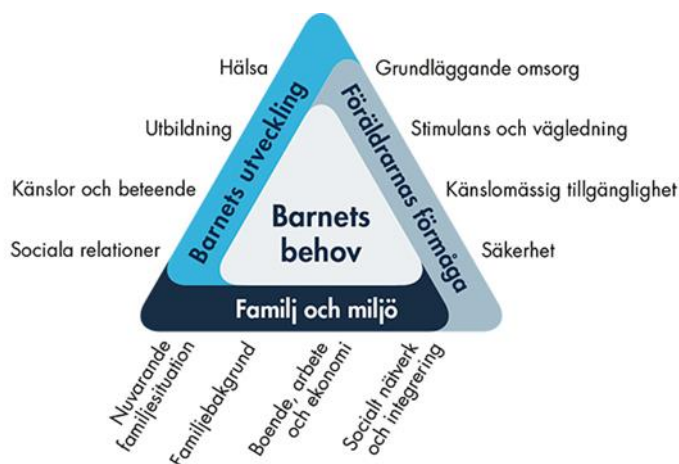 Hälsa
Utbildning
Känslor och beteende
Sociala relationer
Barnets utveckling
Föräldrarnas förmåga
Grundläggande omsorg
Stimulans och vägledning
Känslomässig tillgänglighet
Säkerhet
Barnets
behov
Familj och miljö
Nuvarande
familjesituation
Familjebakgrund
Boende, arbete
och ekonomi
Socialt nätverk
och integrering